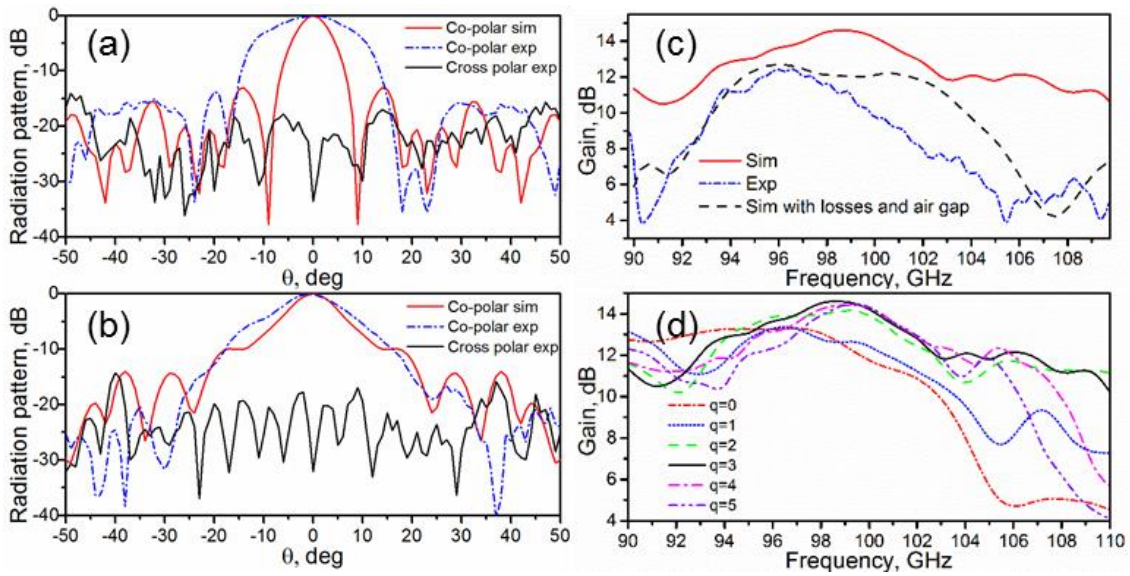 (a)
Co-polar sim
Co-polar exp
Cross polar exp
Radiation pattern, dB
0
-10
-20
-30
-40
-50 -40 -30 -20 -10 0 10 20 30 40 50
θ, deg
(c)
Gain, dB
14
12
10
8
6
4
Sim
Exp
Sim with losses and air gap
90 92 94 96 98 100 102 104 106 108
Frequency, GHz
(b)
Co-polar sim
Co-polar exp
Cross polar exp
Radiation pattern, dB
0
-10
-20
-30
-40
-50 -40 -30 -20 -10 0 10 20 30 40 50
θ, deg
(d)
Gain, dB
14
12
10
8
6
4
q=0
q=1
q=2
q=3
q=4
q=5
90 92 94 96 98 100 102 104 106 108 110
Frequency, GHz